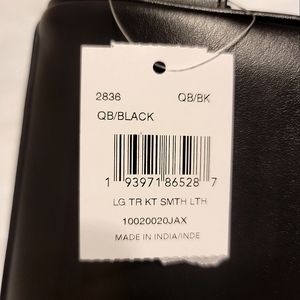 2836 QB/BK
QB/BLACK
1 93971 86528 7
LG TR KT SMTH LTH
10020020JAX
MADE IN INDIA/INDE